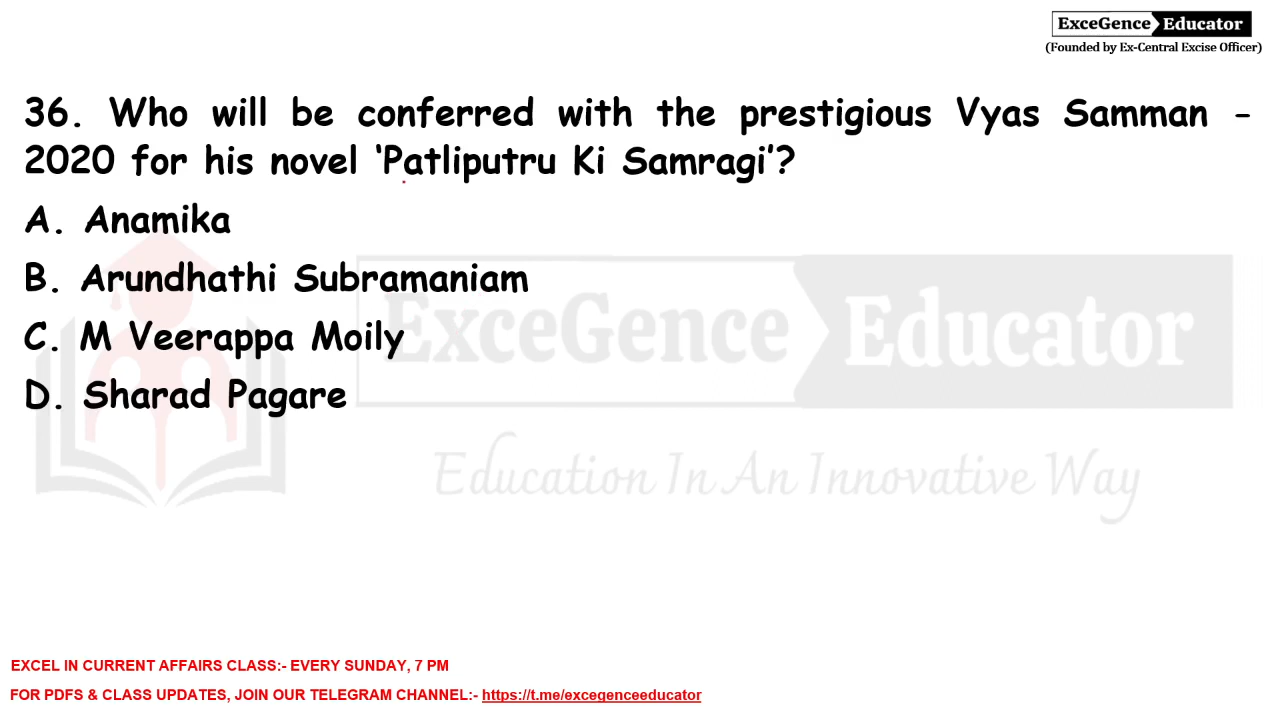 ExceGence Educator
(Founded by Ex-Central Excise Officer)
36. Who will be conferred with the prestigious Vyas Samman -
2020 for his novel ‘Patliputru Ki Samragi’?
A. Anamika
B. Arundhathi Subramaniam
C. M Veerappa Moily
D. Sharad Pagare
ExceGence Educator
Education In An Innovative Way
EXCEL IN CURRENT AFFAIRS CLASS:- EVERY SUNDAY, 7 PM
FOR PDFS & CLASS UPDATES, JOIN OUR TELEGRAM CHANNEL:- https://t.me/excegenceeducator